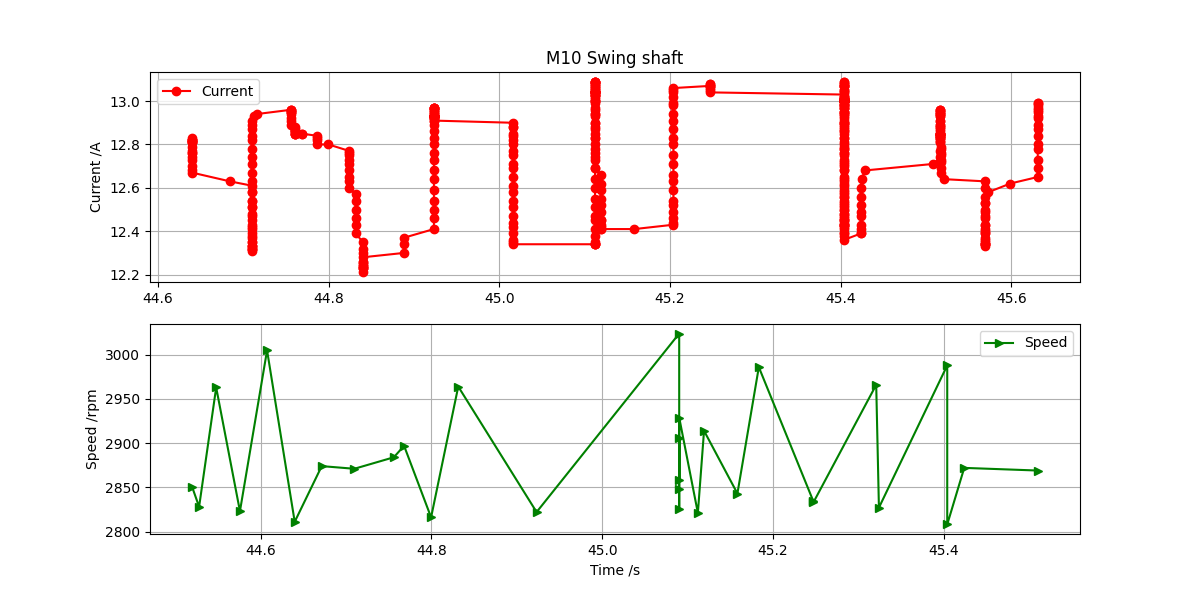 M10 Swing shaft
Current
Current /A
13.0
12.8
12.6
12.4
12.2
44.6 44.8 45.0 45.2 45.4 45.6
Speed
Speed /rpm
3000
2950
2900
2850
2800
44.6 44.8 45.0 45.2 45.4
Time /s